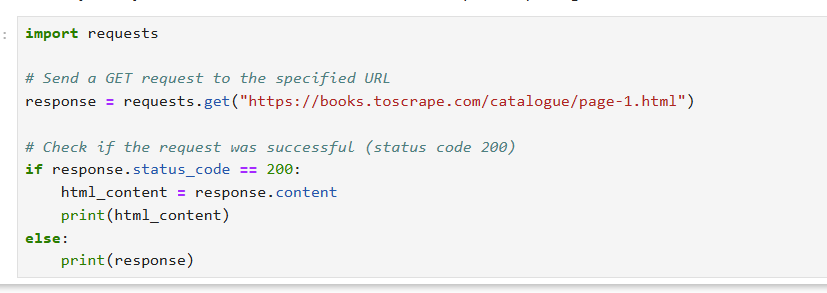 import requests
# Send a GET request to the specified URL
response = requests.get("https://books.toscrape.com/catalogue/page-1.html")
# Check if the request was successful (status code 200)
if response.status_code == 200:
    html_content = response.content
    print(html_content)
else:
    print(response)